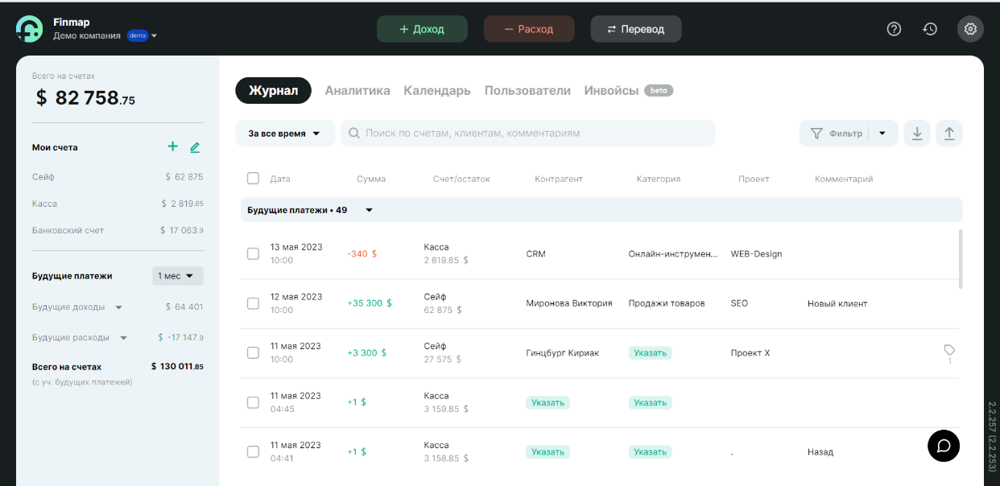 Finmap
Демо компания demo
+ Доход
— Расход
⇄ Перевод
Всего на счетах
$ 82 758.75
Мои счета
Сейф $ 62 875
Касса $ 2 819.85
Банковский счет $ 17 063.9
Будущие платежи 1 мес
Будущие доходы $ 64 401
Будущие расходы $ -17 147.9
Всего на счетах $ 130 011.85
(с уч. будущих платежей)
Журнал Аналитика Календарь Пользователи Инвойсы beta
За все время Поиск по счетам, клиентам, комментариям Фильтр
Дата Сумма Счет/остаток Контрагент Категория Проект Комментарий
Будущие платежи • 49
13 мая 2023 Касса
-340 $ CRM Онлайн-инструмен... WEB-Design
10:00 2 819.85 $
12 мая 2023 Сейф
+35 300 $ Миронова Виктория Продажи товаров SEO Новый клиент
10:00 62 875 $
11 мая 2023 Сейф
+3 300 $ Гинцбург Кириак Указать Проект X
10:00 27 575 $ 1
11 мая 2023 Касса
+1 $ Указать Указать
04:45 3 159.85 $
11 мая 2023 Касса
+1 $ Указать Указать . Назад
04:41 3 158.85 $
2.2.257 (2.2.253)